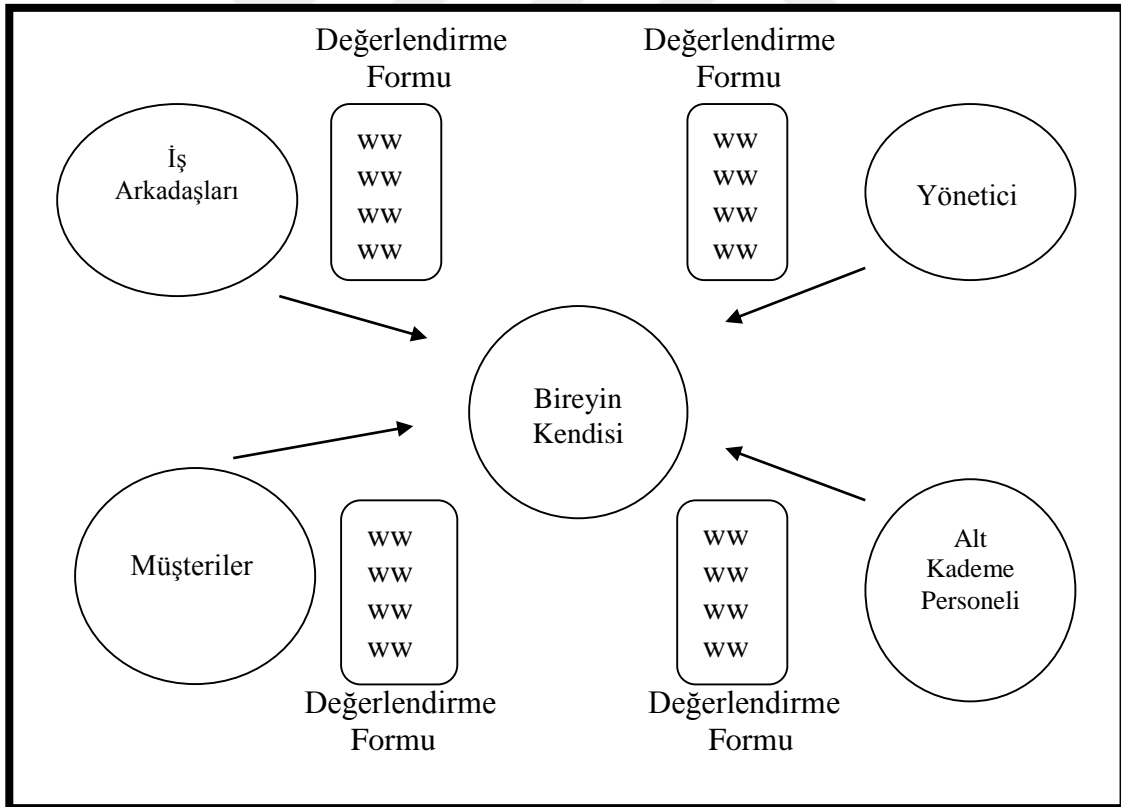 Değerlendirme
Formu
Değerlendirme
Formu
İş
Arkadaşları
ww
ww
ww
ww
ww
ww
ww
ww
Yönetici
Bireyin
Kendisi
Müşteriler
ww
ww
ww
ww
ww
ww
ww
ww
Alt
Kademe
Personeli
Değerlendirme
Formu
Değerlendirme
Formu